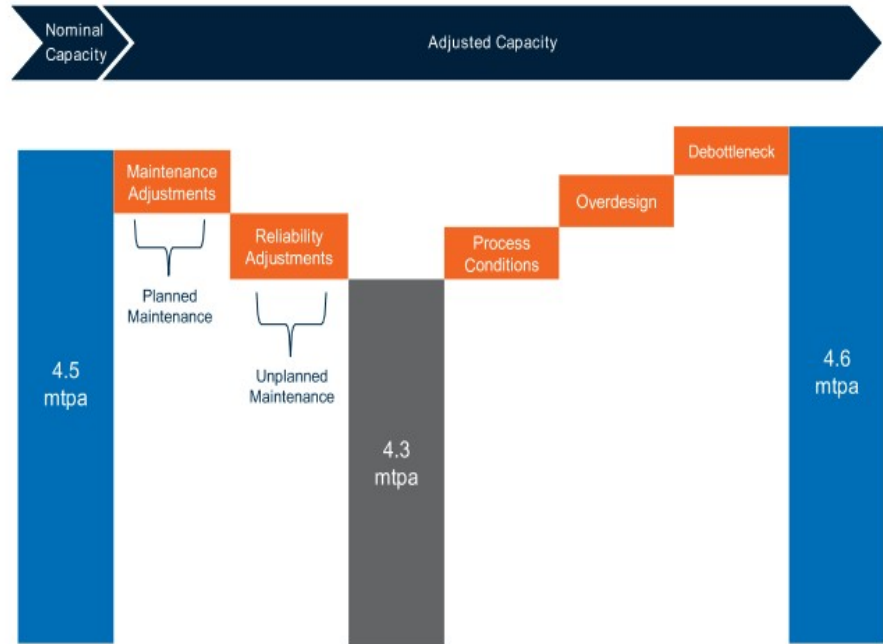 Nominal
Capacity
Adjusted Capacity
Maintenance
Adjustments
Planned
Maintenance
Reliability
Adjustments
Unplanned
Maintenance
Process
Conditions
Overdesign
Debottleneck
4.5
mtpa
4.3
mtpa
4.6
mtpa